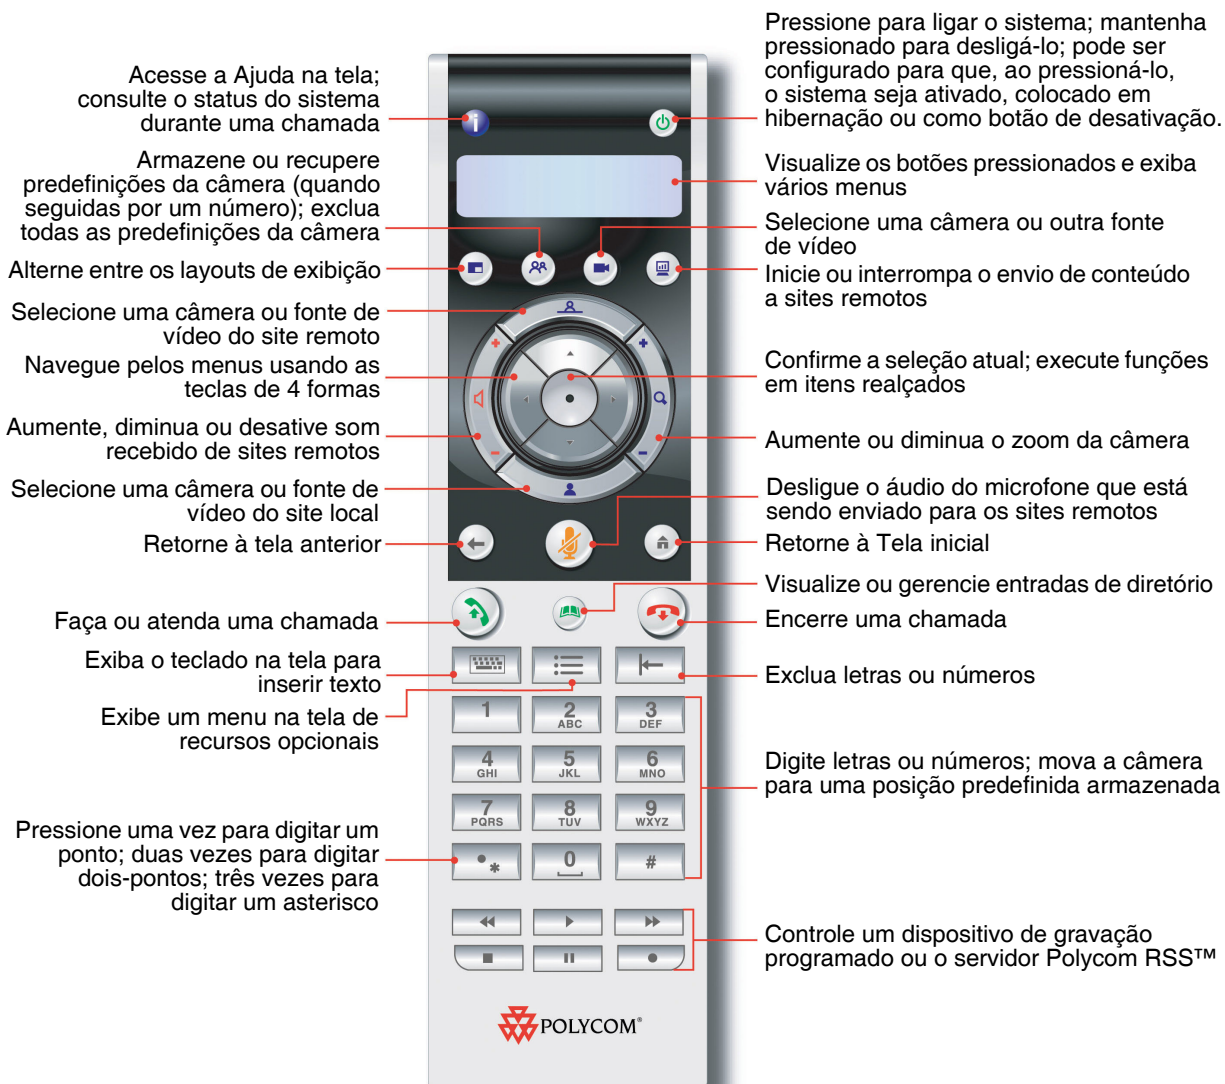 Acesse a Ajuda na tela;
consulte o status do sistema
durante uma chamada
Armazene ou recupere
predefinições da câmera (quando
seguidas por um número); exclua
todas as predefinições da câmera
Alterne entre os layouts de exibição
Selecione uma câmera ou fonte de
vídeo do site remoto
Navegue pelos menus usando as
teclas de 4 formas
Aumente, diminua ou desative som
recebido de sites remotos
Selecione uma câmera ou fonte de
vídeo do site local
Retorne à tela anterior
Faça ou atenda uma chamada
Exiba o teclado na tela para
inserir texto
Exibe um menu na tela de
recursos opcionais
Pressione uma vez para digitar um
ponto; duas vezes para digitar
dois-pontos; três vezes para
digitar um asterisco
i
1
2
ABC
3
DEF
4
GHI
5
JKL
6
MNO
7
PQRS
8
TUV
9
WXYZ
*
0
#
POLYCOM®
Pressione para ligar o sistema; mantenha
pressionado para desligá-lo; pode ser
configurado para que, ao pressioná-lo,
o sistema seja ativado, colocado em
hibernação ou como botão de desativação.
Visualize os botões pressionados e exiba
vários menus
Selecione uma câmera ou outra fonte
de vídeo
Inicie ou interrompa o envio de conteúdo
a sites remotos
Confirme a seleção atual; execute funções
em itens realçados
Aumente ou diminua o zoom da câmera
Desligue o áudio do microfone que está
sendo enviado para os sites remotos
Retorne à Tela inicial
Visualize ou gerencie entradas de diretório
Encerre uma chamada
Exclua letras ou números
Digite letras ou números; mova a câmera
para uma posição predefinida armazenada
Controle um dispositivo de gravação
programado ou o servidor Polycom RSS™